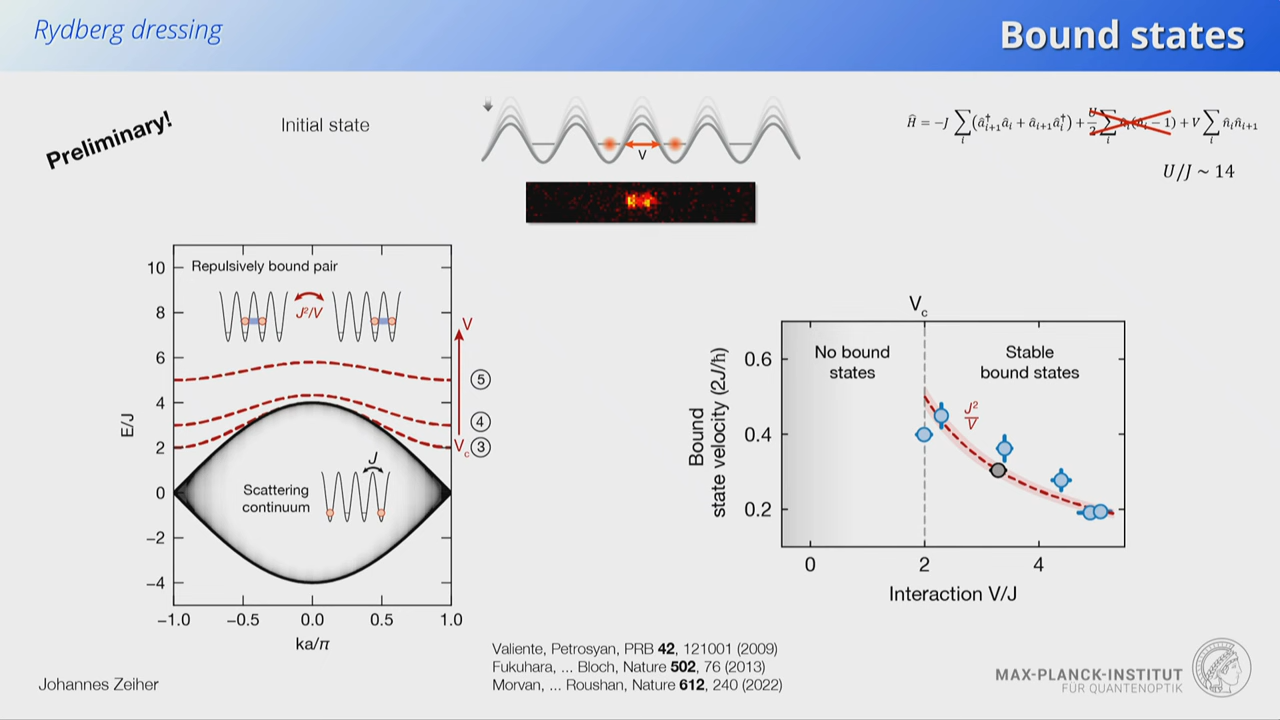 Rydberg dressing
Bound states
Preliminary!
Initial state
V
Ĥ = −J ∑ᵢ(â†ᵢ₊₁âᵢ + âᵢ₊₁â†ᵢ) + U/2 ∑ᵢ n̂ᵢ(n̂ᵢ − 1) + V ∑ᵢ n̂ᵢn̂ᵢ₊₁
U/J ~ 14
Repulsively bound pair
J²/V
V
5
4
V꜀ 3
J
Scattering
continuum
10
8
6
4
2
0
−2
−4
E/J
−1.0 −0.5 0.0 0.5 1.0
ka/π
V꜀
No bound
states
Stable
bound states
J²
V
Bound
state velocity (2J/ħ)
0.6
0.4
0.2
0 2 4
Interaction V/J
Valiente, Petrosyan, PRB 42, 121001 (2009)
Fukuhara, ... Bloch, Nature 502, 76 (2013)
Morvan, ... Roushan, Nature 612, 240 (2022)
Johannes Zeiher
MAX-PLANCK-INSTITUT
FÜR QUANTENOPTIK